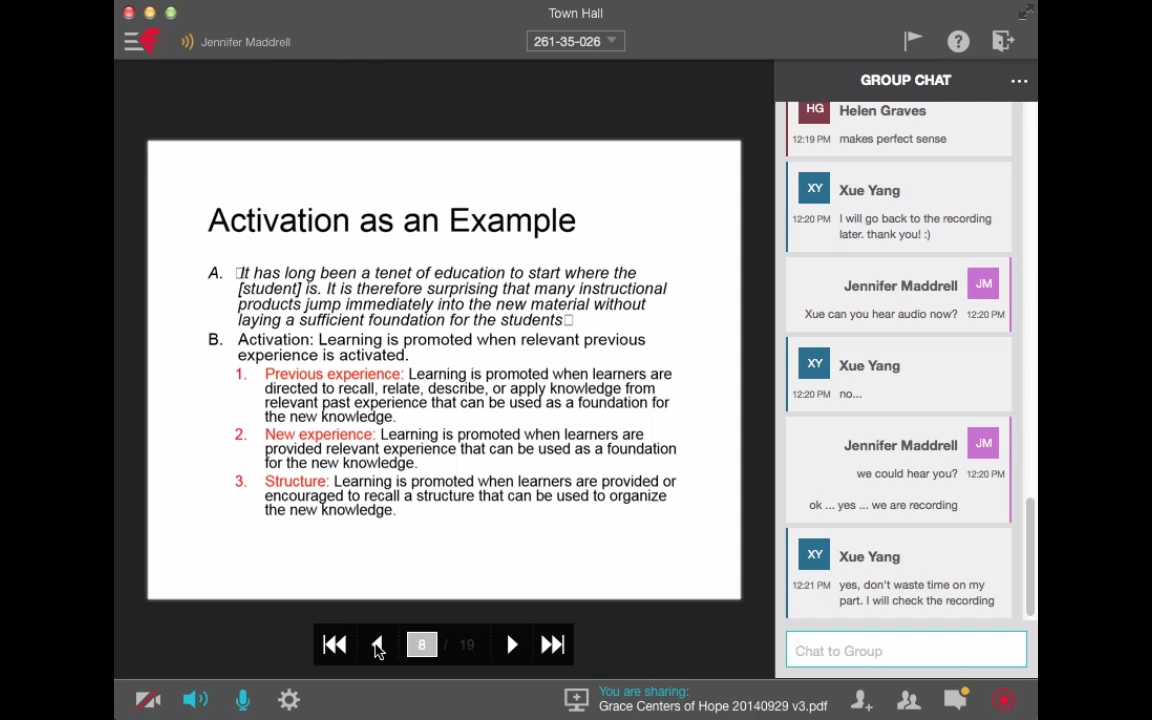 Town Hall
Jennifer Maddrell
261-35-026
?
GROUP CHAT
Activation as an Example
A. It has long been a tenet of education to start where the
[student] is. It is therefore surprising that many instructional
products jump immediately into the new material without
laying a sufficient foundation for the students
B. Activation: Learning is promoted when relevant previous
experience is activated.
1. Previous experience: Learning is promoted when learners are
directed to recall, relate, describe, or apply knowledge from
relevant past experience that can be used as a foundation for
the new knowledge.
2. New experience: Learning is promoted when learners are
provided relevant experience that can be used as a foundation
for the new knowledge.
3. Structure: Learning is promoted when learners are provided or
encouraged to recall a structure that can be used to organize
the new knowledge.
8 / 19
HG Helen Graves
12:19 PM makes perfect sense
XY Xue Yang
12:20 PM I will go back to the recording
later. thank you! :)
Jennifer Maddrell JM
Xue can you hear audio now? 12:20 PM
XY Xue Yang
12:20 PM no...
Jennifer Maddrell JM
we could hear you? 12:20 PM
ok ... yes ... we are recording
XY Xue Yang
12:21 PM yes, don't waste time on my
part. I will check the recording
Chat to Group
You are sharing:
Grace Centers of Hope 20140929 v3.pdf